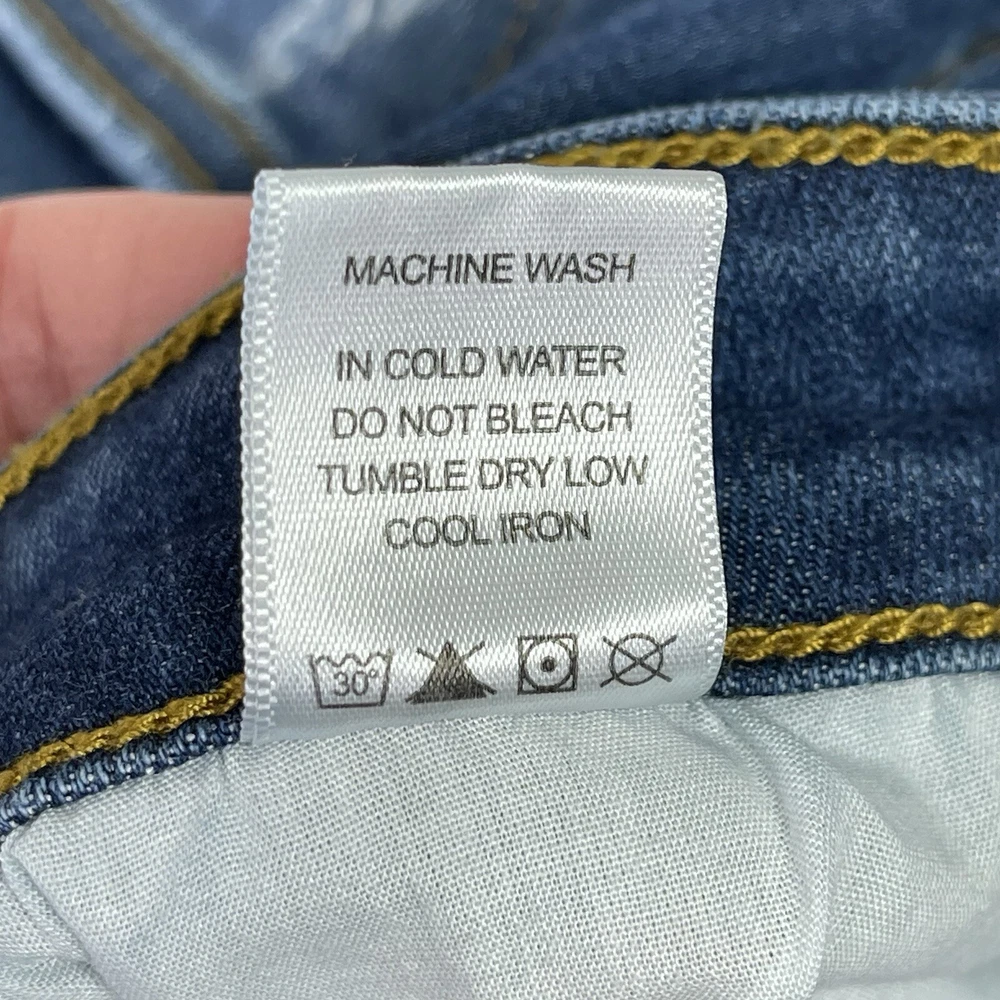 MACHINE WASH
IN COLD WATER
DO NOT BLEACH
TUMBLE DRY LOW
COOL IRON
30°